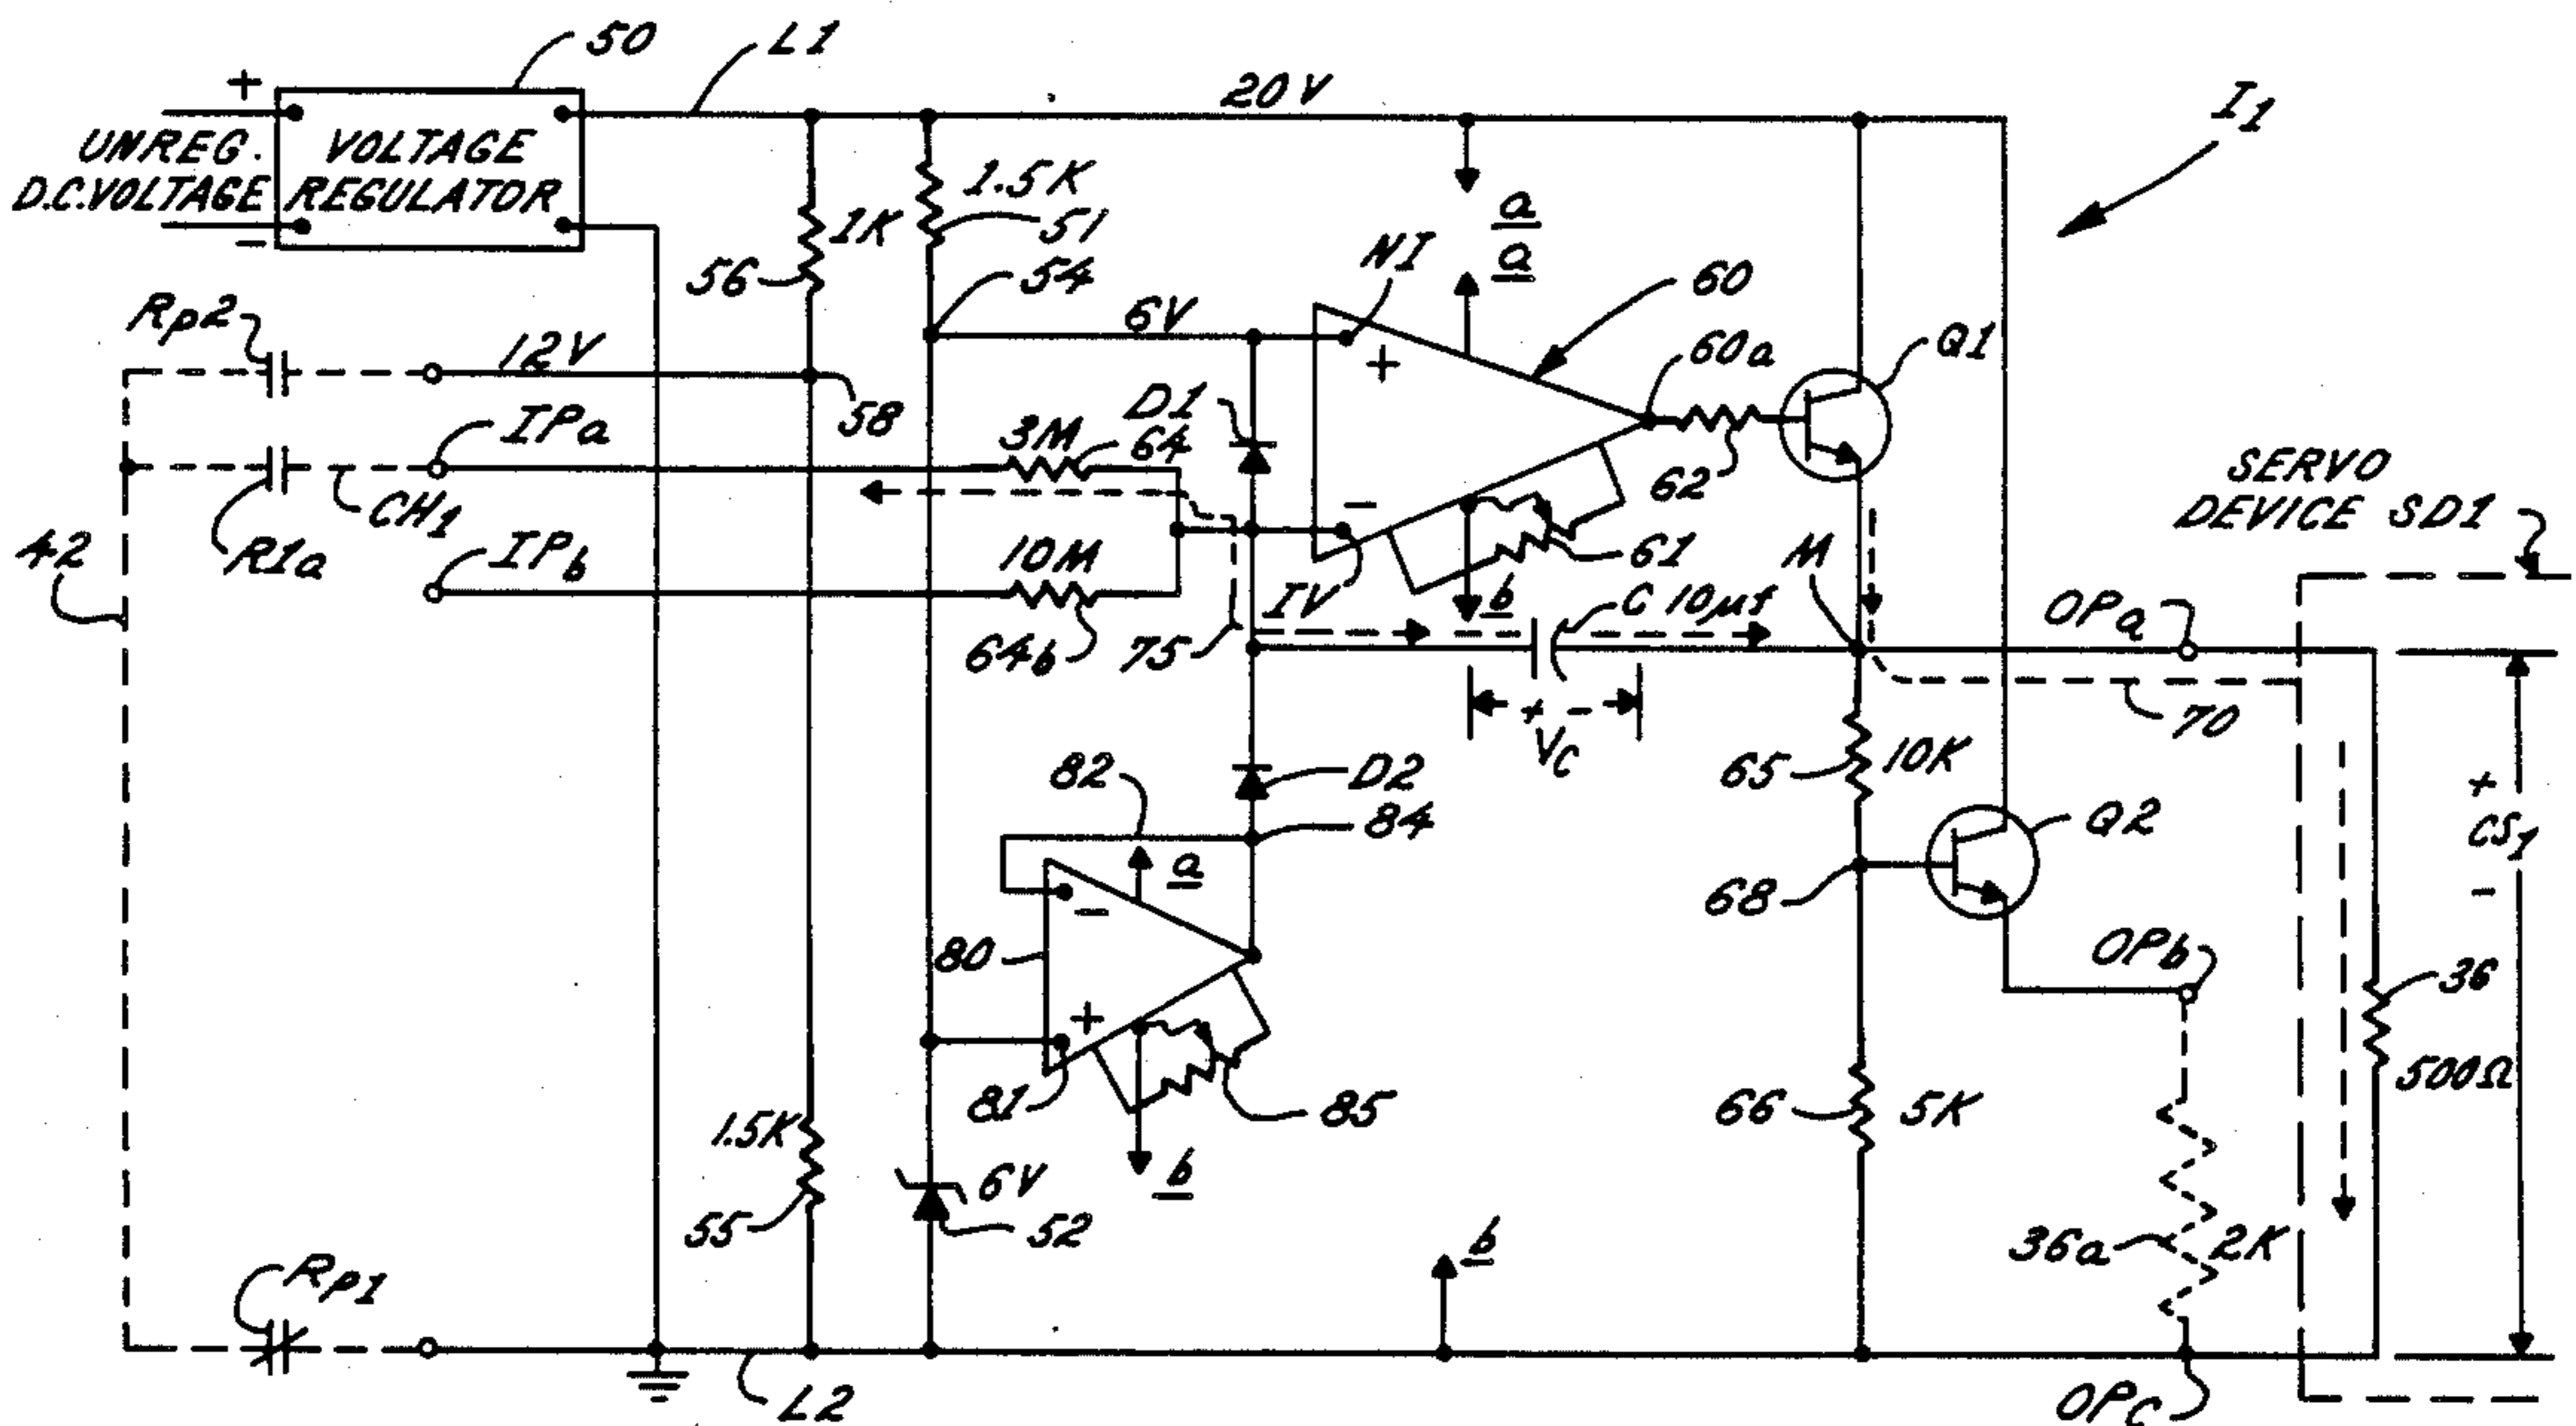 50
L1
20V
I1
+
UNREG.
D.C. VOLTAGE
-
VOLTAGE
REGULATOR
1K
56
1.5K
51
54
a
a
NI
60
Rp2
12V
6V
60a
Q1
58
D1
+
IPa
3M
64
62
SERVO
DEVICE SD1
CH1
R1a
-
42
IPb
10M
61
M
IV
b
C 10µf
OPa
64b
75
+ -
VC
70
82
D2
65
10K
84
a
Q2
+
CS1
-
68
-
80
OPb
36
+
500Ω
81
85
66
5K
1.5K
b
6V
55
52
36a
2K
b
Rp1
L2
OPc